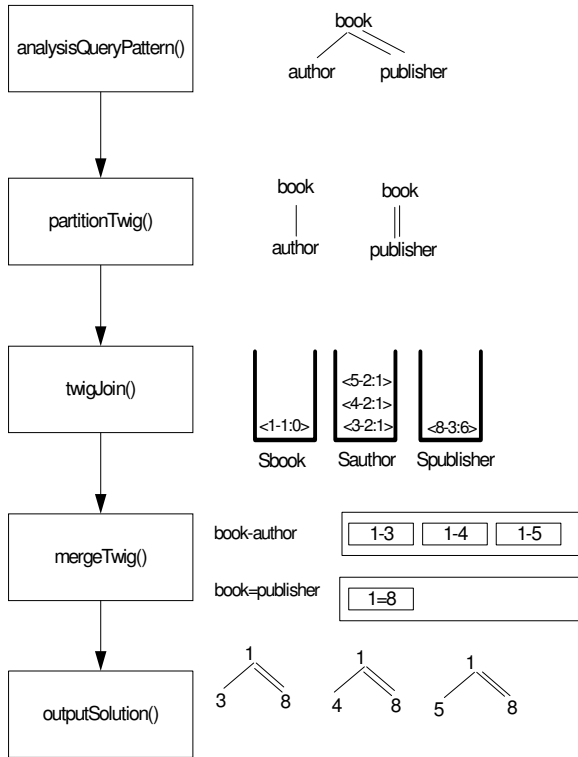 book
analysisQueryPattern()
author publisher
book book
partitionTwig()
author publisher
<5-2:1>
twigJoin()
<4-2:1>
<1-1:0> <3-2:1> <8-3:6>
Sbook Sauthor Spublisher
book-author 1-3 1-4 1-5
mergeTwig()
book=publisher 1=8
1 1 1
3 8 4 8 5 8
outputSolution()